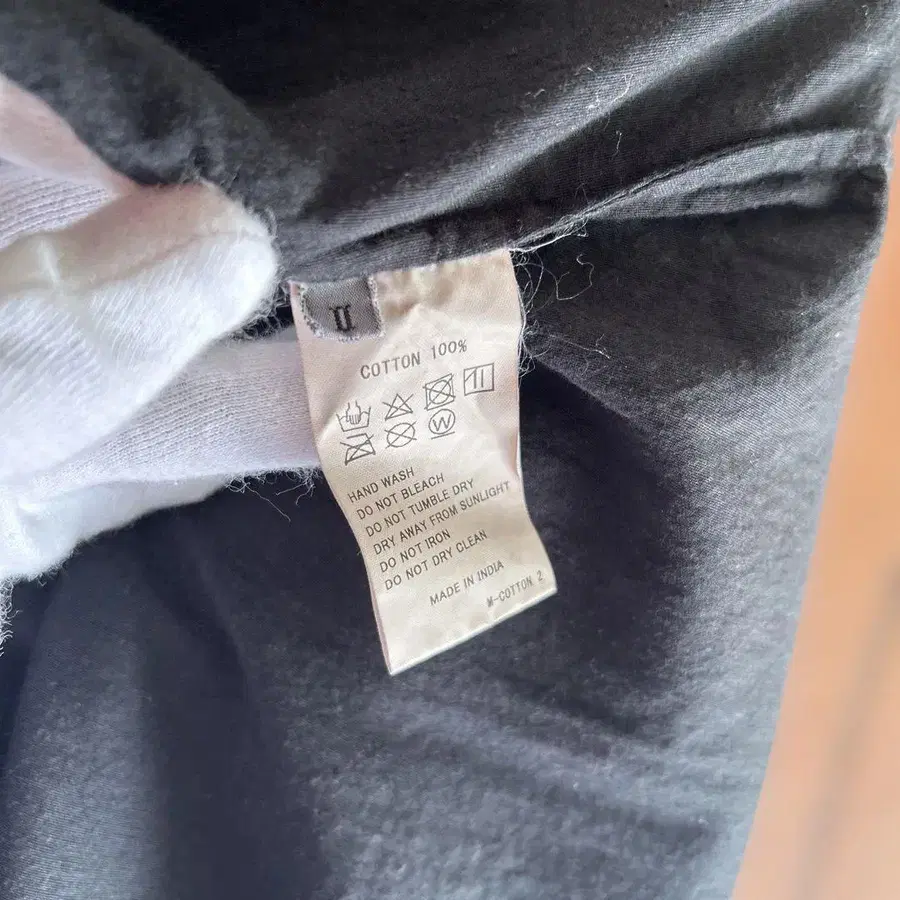 II
COTTON 100%
W
HAND WASH
DO NOT BLEACH
DO NOT TUMBLE DRY
DRY AWAY FROM SUNLIGHT
DO NOT IRON
DO NOT DRY CLEAN
MADE IN INDIA
M-COTTON 2